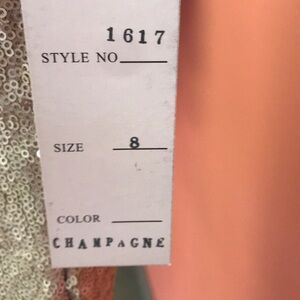 1617
STYLE NO
SIZE 8
COLOR
CHAMPAGNE